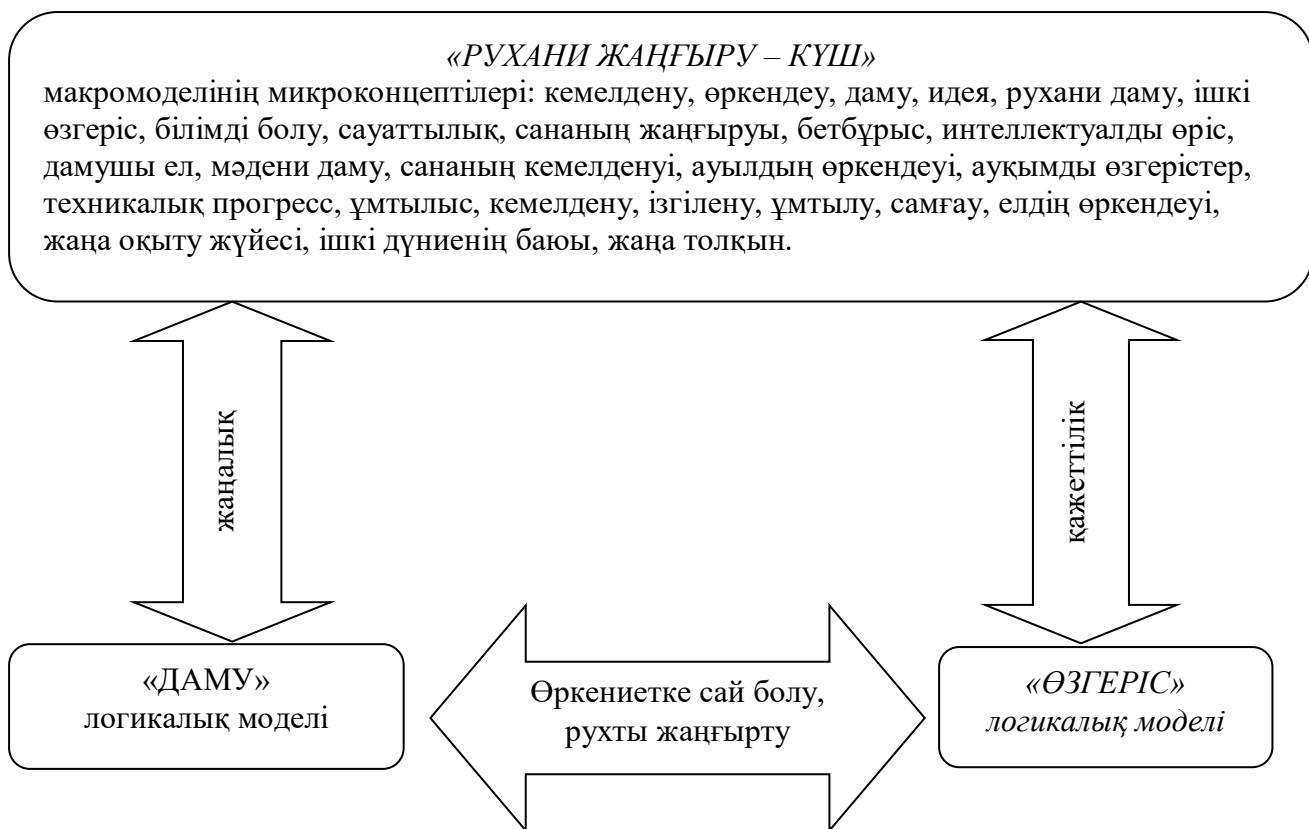 «РУХАНИ ЖАҢҒЫРУ – КҮШ»
макромоделінің микроконцептілері: кемелдену, өркендеу, даму, идея, рухани даму, ішкі
өзгеріс, білімді болу, сауаттылық, сананың жаңғыруы, бетбұрыс, интеллектуалды өріс,
дамушы ел, мәдени даму, сананың кемелденуі, ауылдың өркендеуі, ауқымды өзгерістер,
техникалық прогресс, ұмтылыс, кемелдену, ізгілену, ұмтылу, самғау, елдің өркендеуі,
жаңа оқыту жүйесі, ішкі дүниенің баюы, жаңа толқын.
жаңалық
қажеттілік
«ДАМУ»
логикалық моделі
Өркениетке сай болу,
рухты жаңғырту
«ӨЗГЕРІС»
логикалық моделі